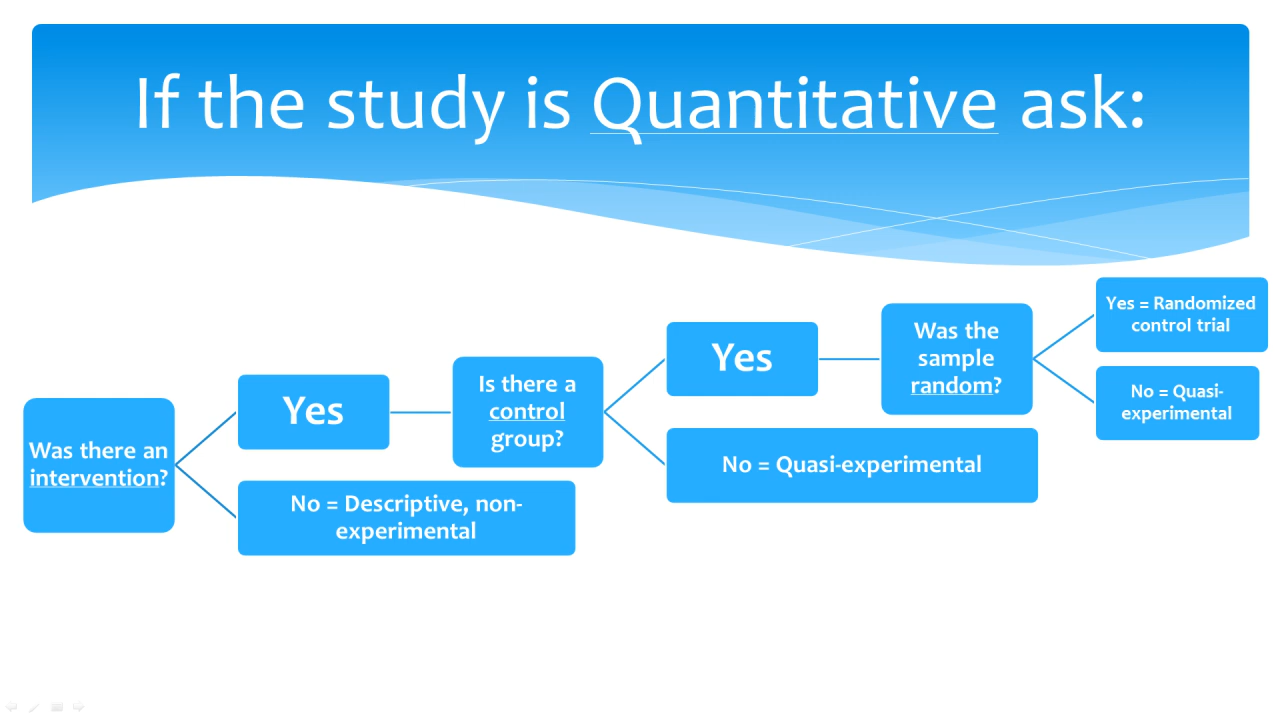 If the study is Quantitative ask:
Was there an
intervention?
Yes
No = Descriptive, non-
experimental
Is there a
control
group?
Yes
No = Quasi-experimental
Was the
sample
random?
Yes = Randomized
control trial
No = Quasi-
experimental